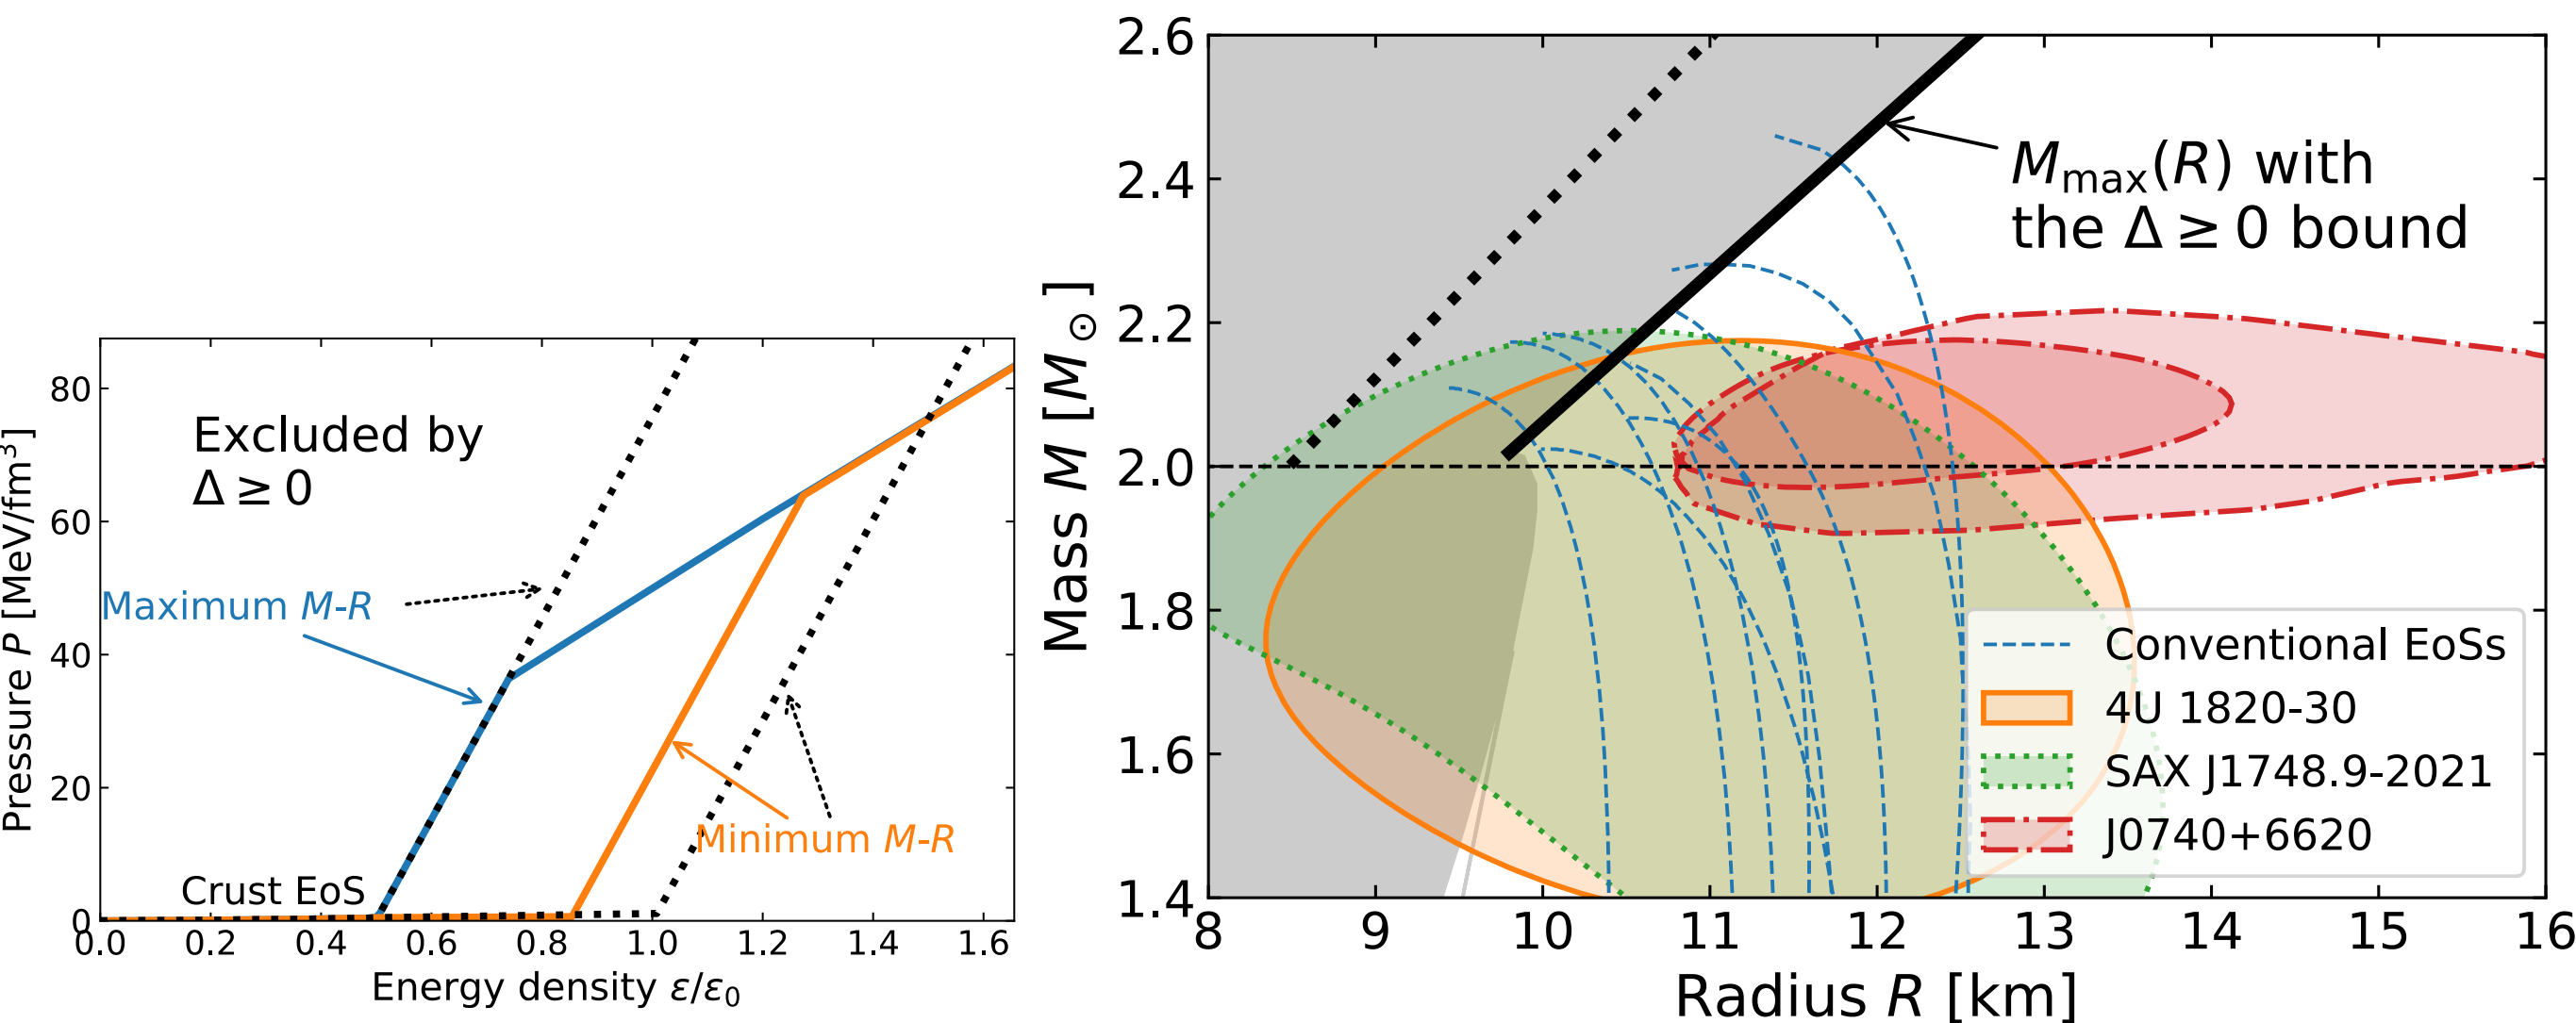 Excluded by
Δ ≥ 0
Maximum M-R
Minimum M-R
Crust EoS
80
60
40
20
0
0.0 0.2 0.4 0.6 0.8 1.0 1.2 1.4 1.6
Pressure P [MeV/fm³]
Energy density ε/ε₀
2.6
2.4
2.2
2.0
1.8
1.6
1.4
Mass M [M⊙]
M_max(R) with
the Δ ≥ 0 bound
Conventional EoSs
4U 1820-30
SAX J1748.9-2021
J0740+6620
8 9 10 11 12 13 14 15 16
Radius R [km]